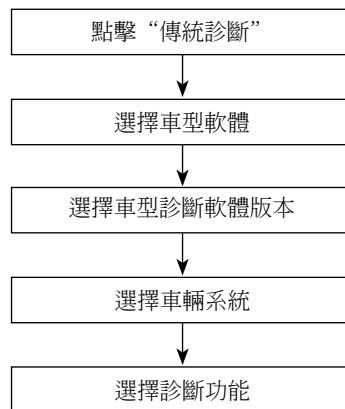 點擊“傳統診斷”
選擇車型軟體
選擇車型診斷軟體版本
選擇車輛系統
選擇診斷功能